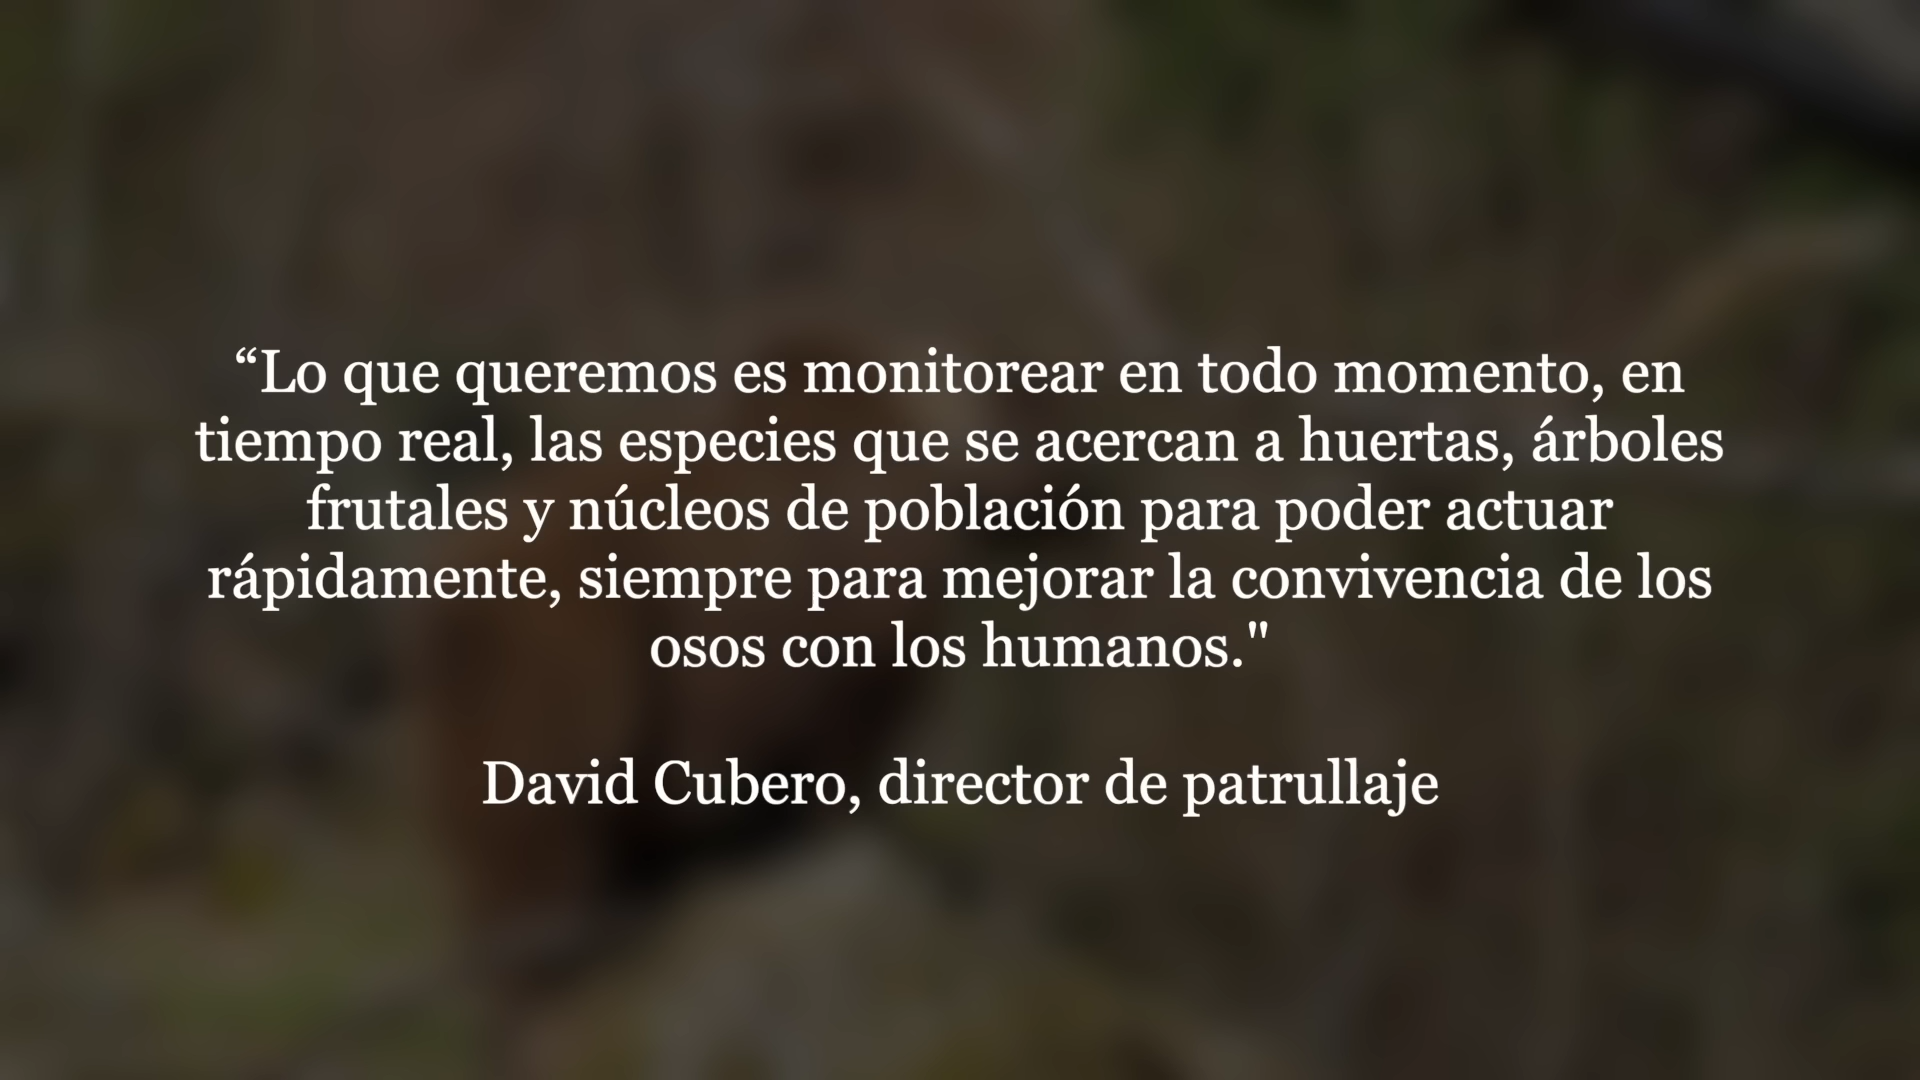 “Lo que queremos es monitorear en todo momento, en
tiempo real, las especies que se acercan a huertas, árboles
frutales y núcleos de población para poder actuar
rápidamente, siempre para mejorar la convivencia de los
osos con los humanos."
David Cubero, director de patrullaje